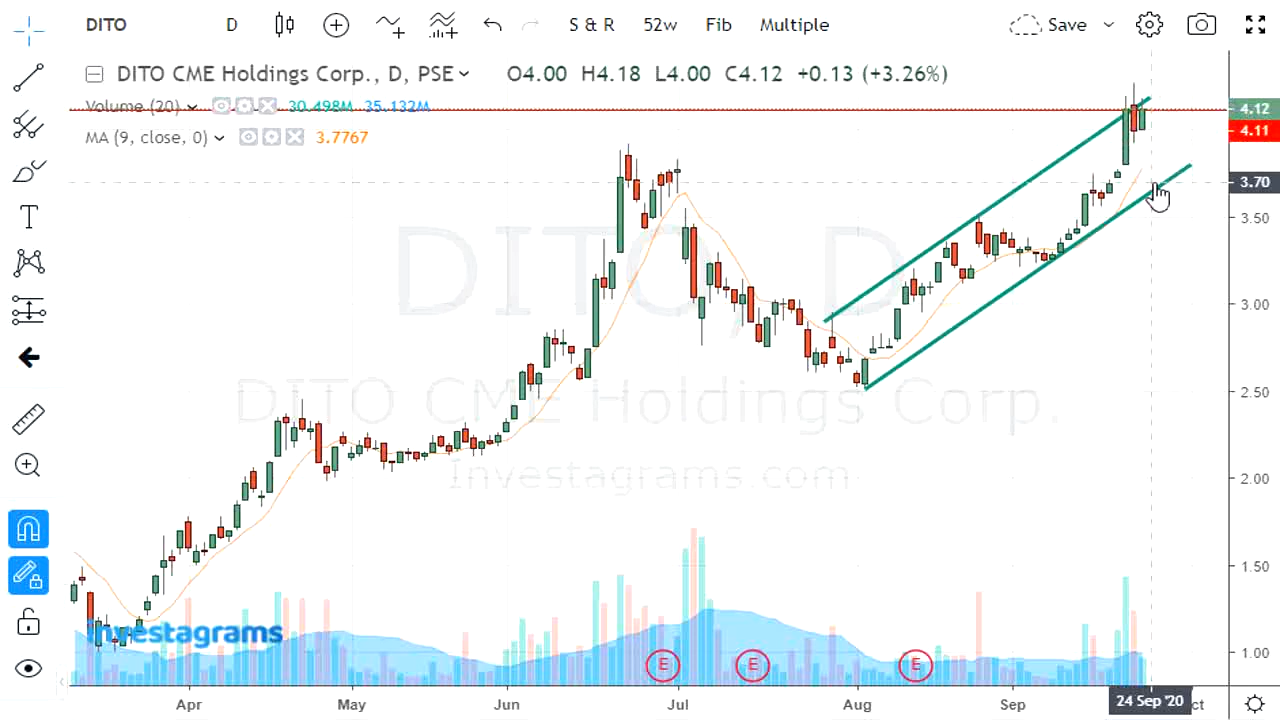 DITO D S & R 52w Fib Multiple Save
DITO CME Holdings Corp., D, PSE O4.00 H4.18 L4.00 C4.12 +0.13 (+3.26%)
Volume (20) 30.498M 35.132M
MA (9, close, 0) 3.7767
4.12
4.11
3.70
3.50
3.00
2.50
2.00
1.50
1.00
DITO, D
DITO CME Holdings Corp.
Investagrams.com
Investagrams
E E E
Apr May Jun Jul Aug Sep 24 Sep '20 ct
T